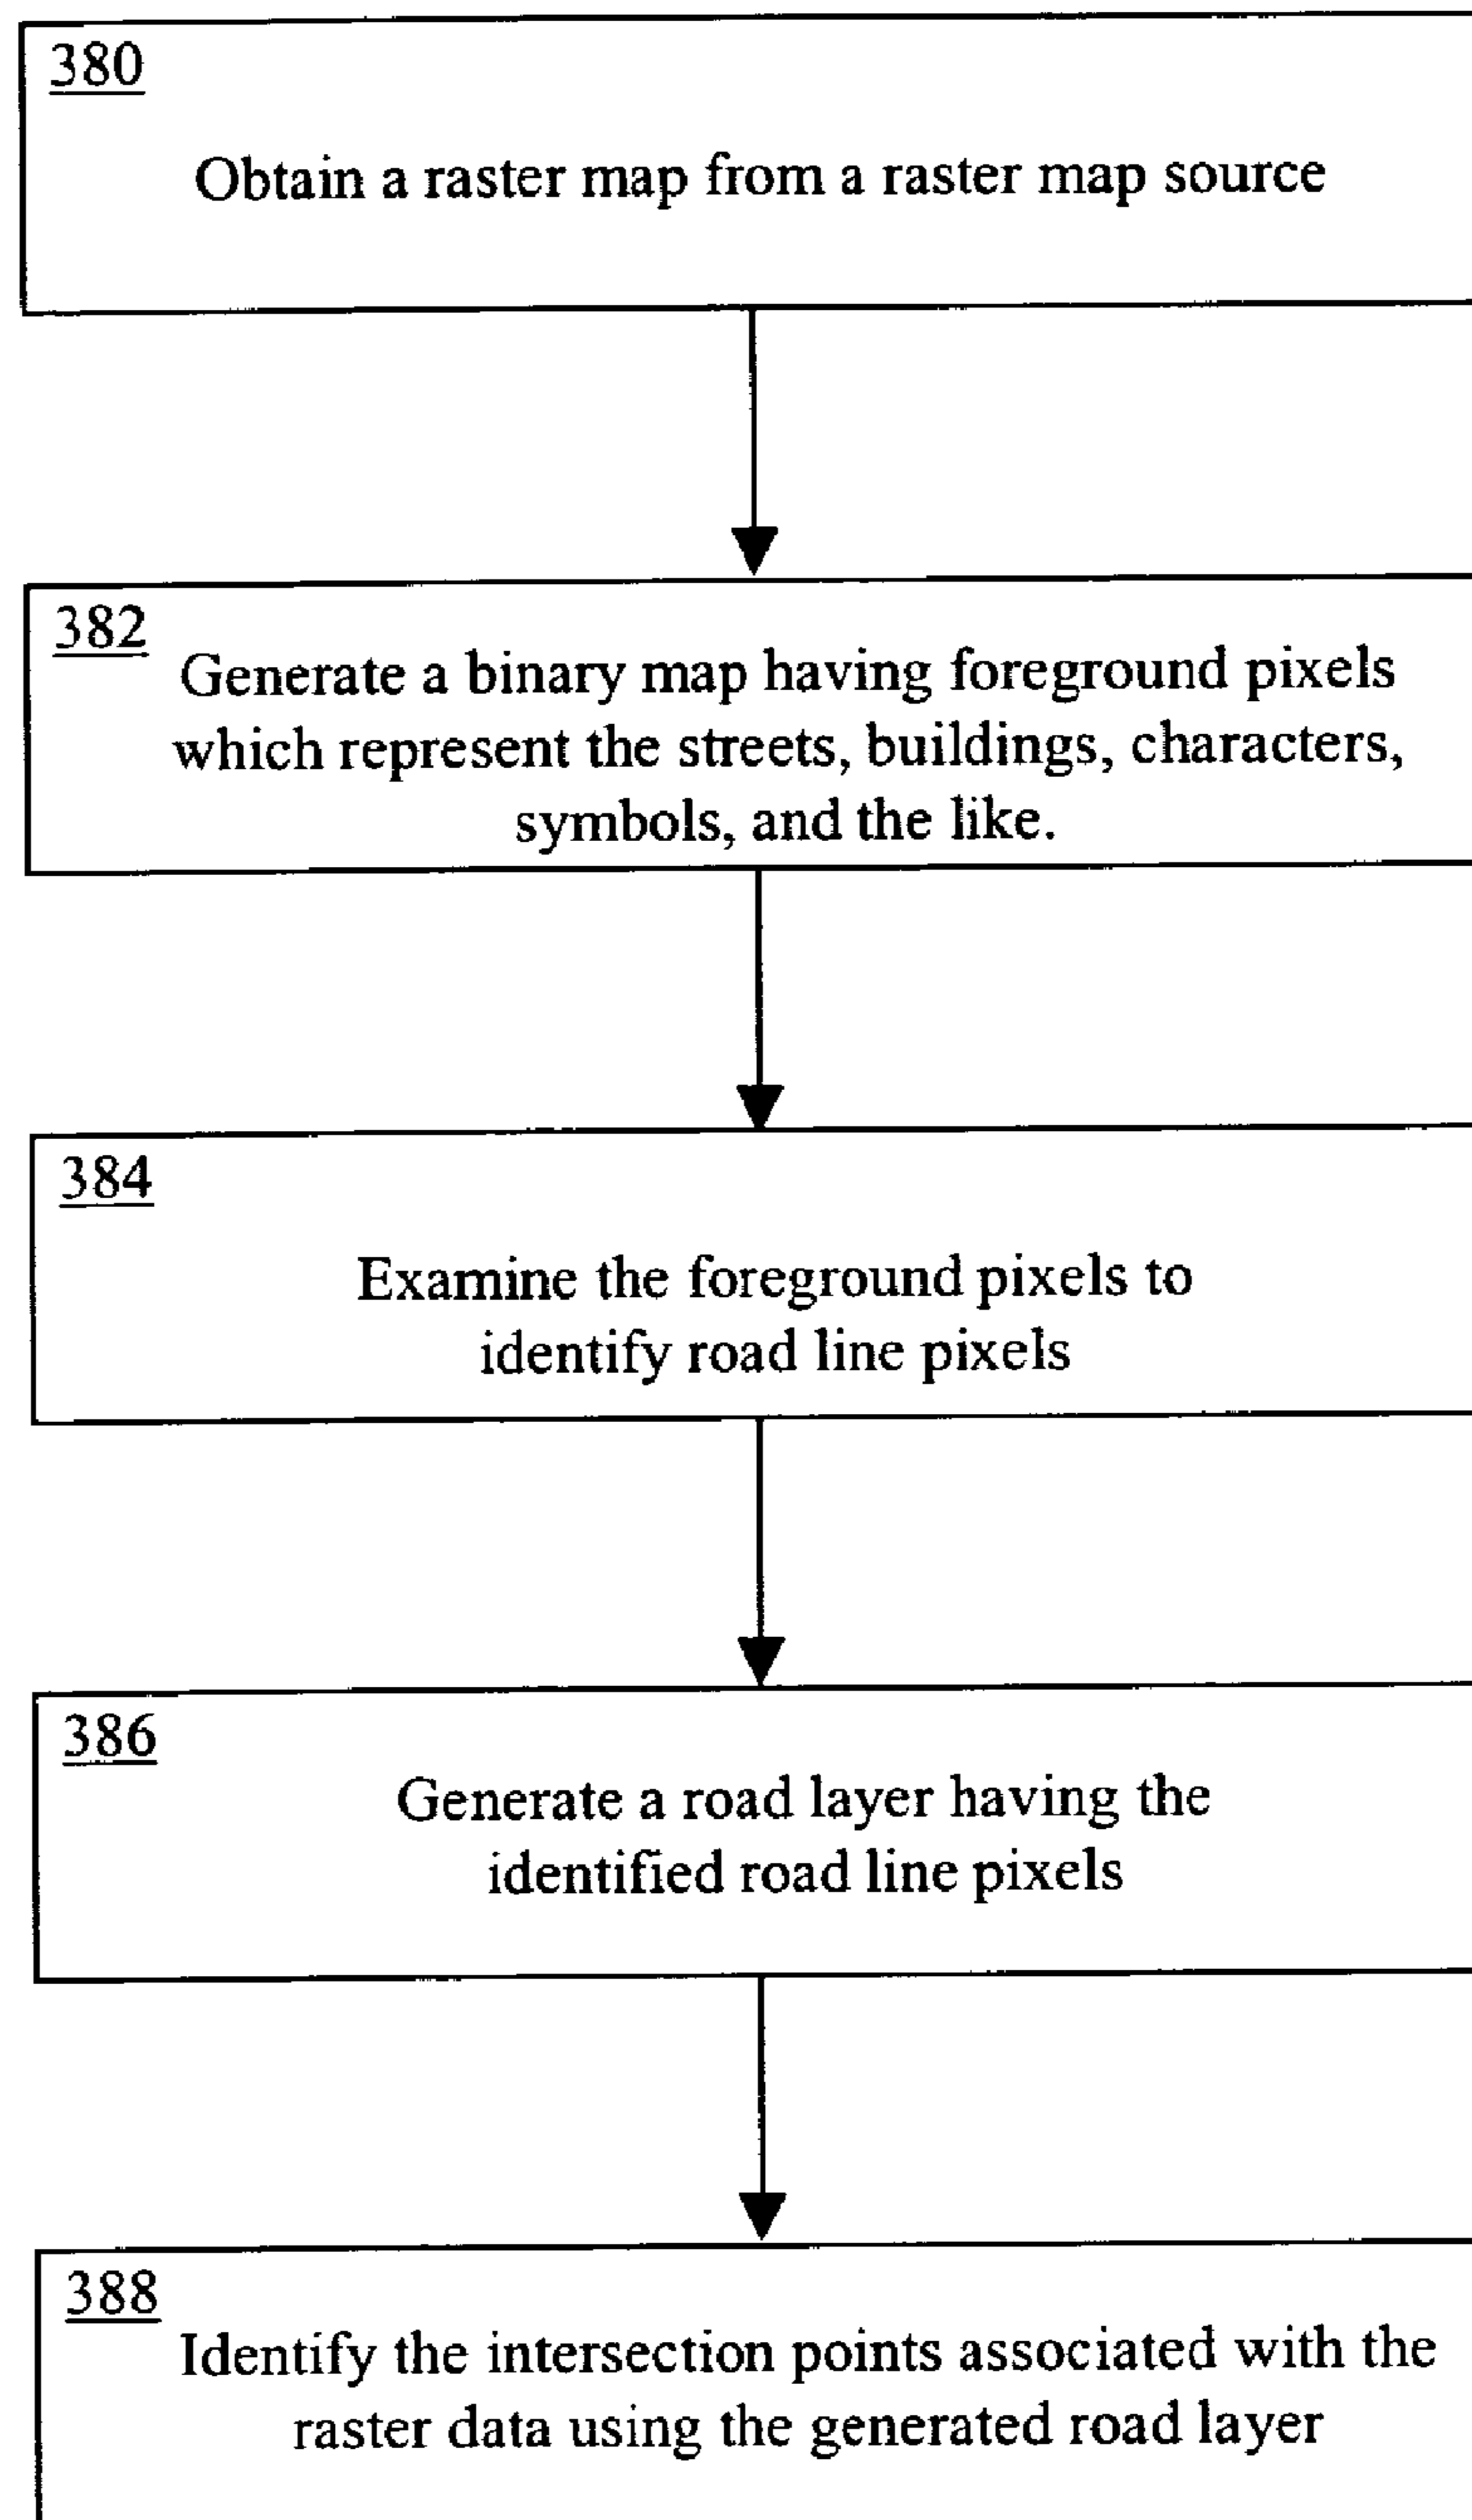 380
Obtain a raster map from a raster map source
382
Generate a binary map having foreground pixels
which represent the streets, buildings, characters,
symbols, and the like.
384
Examine the foreground pixels to
identify road line pixels
386
Generate a road layer having the
identified road line pixels
388
Identify the intersection points associated with the
raster data using the generated road layer